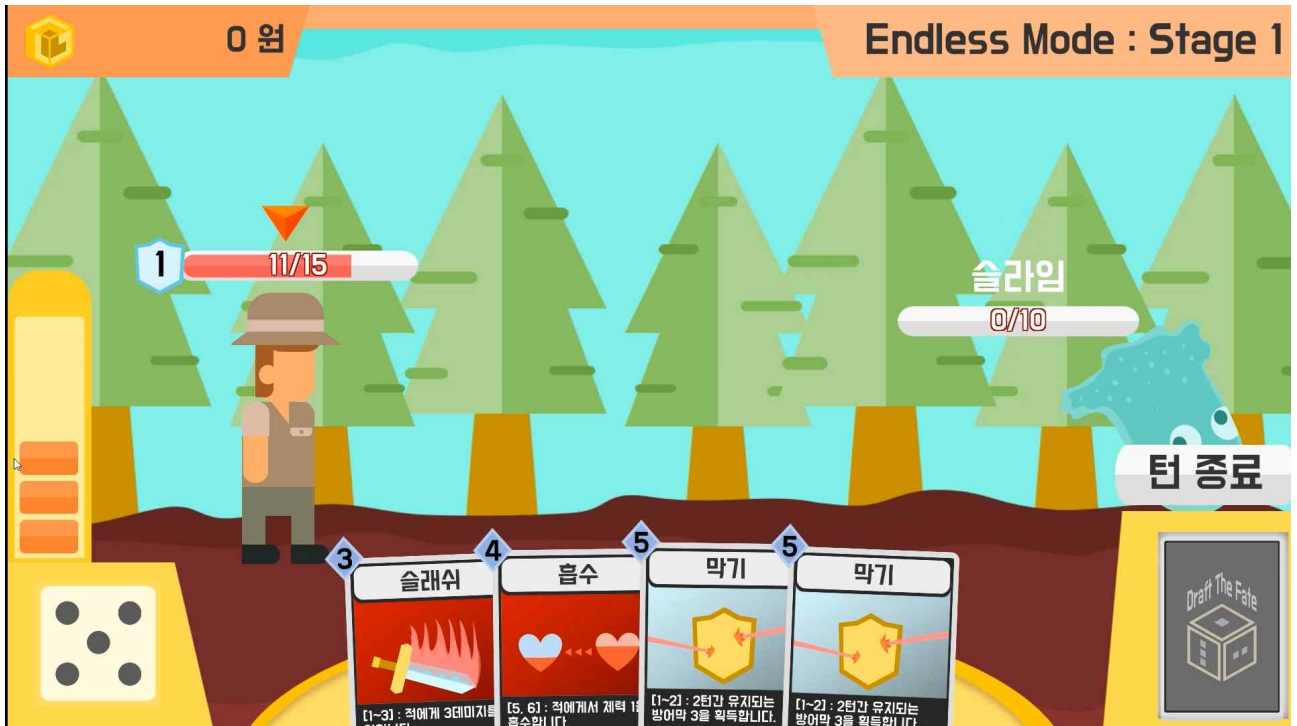 0 원
Endless Mode : Stage 1
1
11/15
슬라임
0/10
턴 종료
3
슬래쉬
[1~3] : 적에게 3데미지를
4
흡수
[5, 6] : 적에게서 체력 1을
흡수합니다
5
막기
[1~2] : 2턴간 유지되는
방어막 3을 획득합니다.
5
막기
[1~2] : 2턴간 유지되는
방어막 3을 획득합니다
Draft The Fate